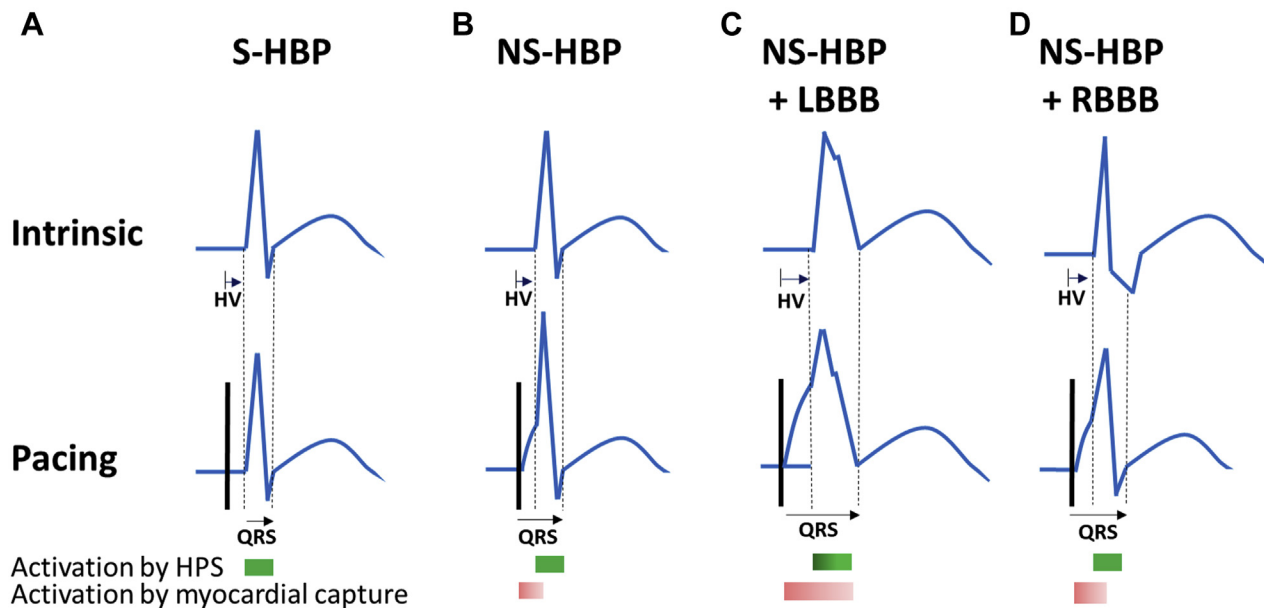 A
B
C
D
S-HBP
NS-HBP
NS-HBP
+ LBBB
NS-HBP
+ RBBB
Intrinsic
HV
HV
HV
HV
Pacing
QRS
QRS
QRS
QRS
Activation by HPS
Activation by myocardial capture